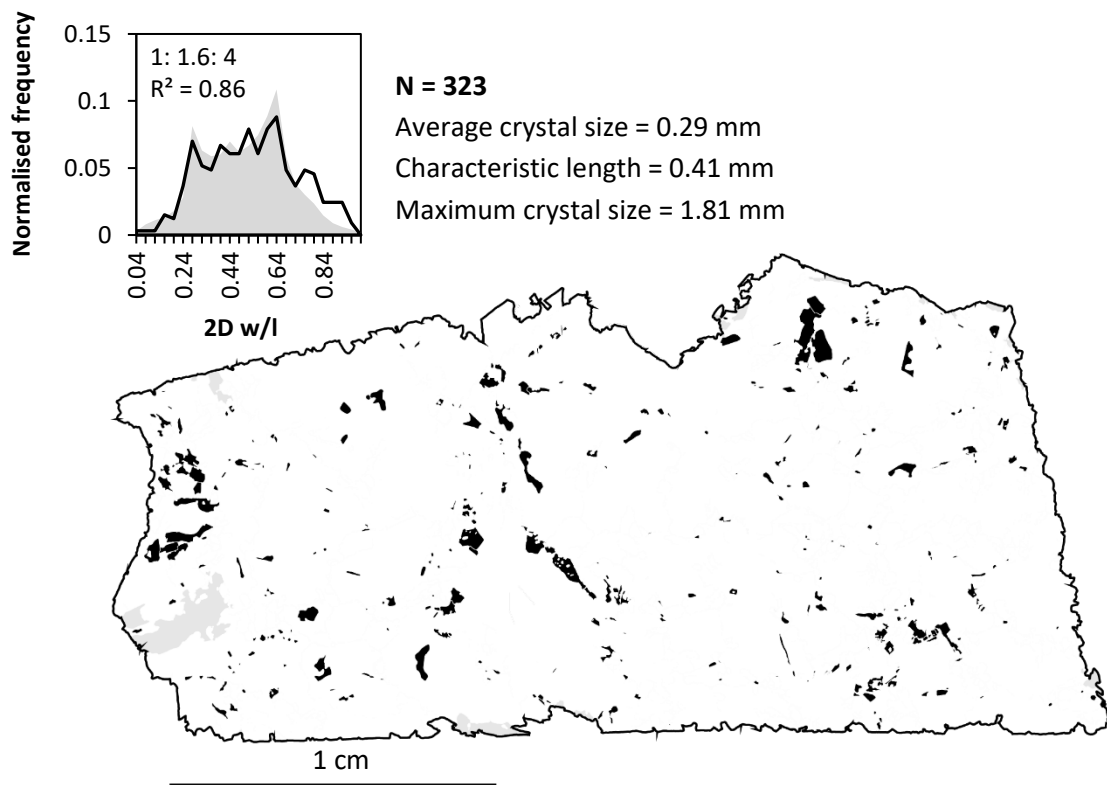 0.15
0.1
0.05
0
Normalised frequency
1: 1.6: 4
R² = 0.86
0.04
0.24
0.44
0.64
0.84
2D w/l
N = 323
Average crystal size = 0.29 mm
Characteristic length = 0.41 mm
Maximum crystal size = 1.81 mm
1 cm